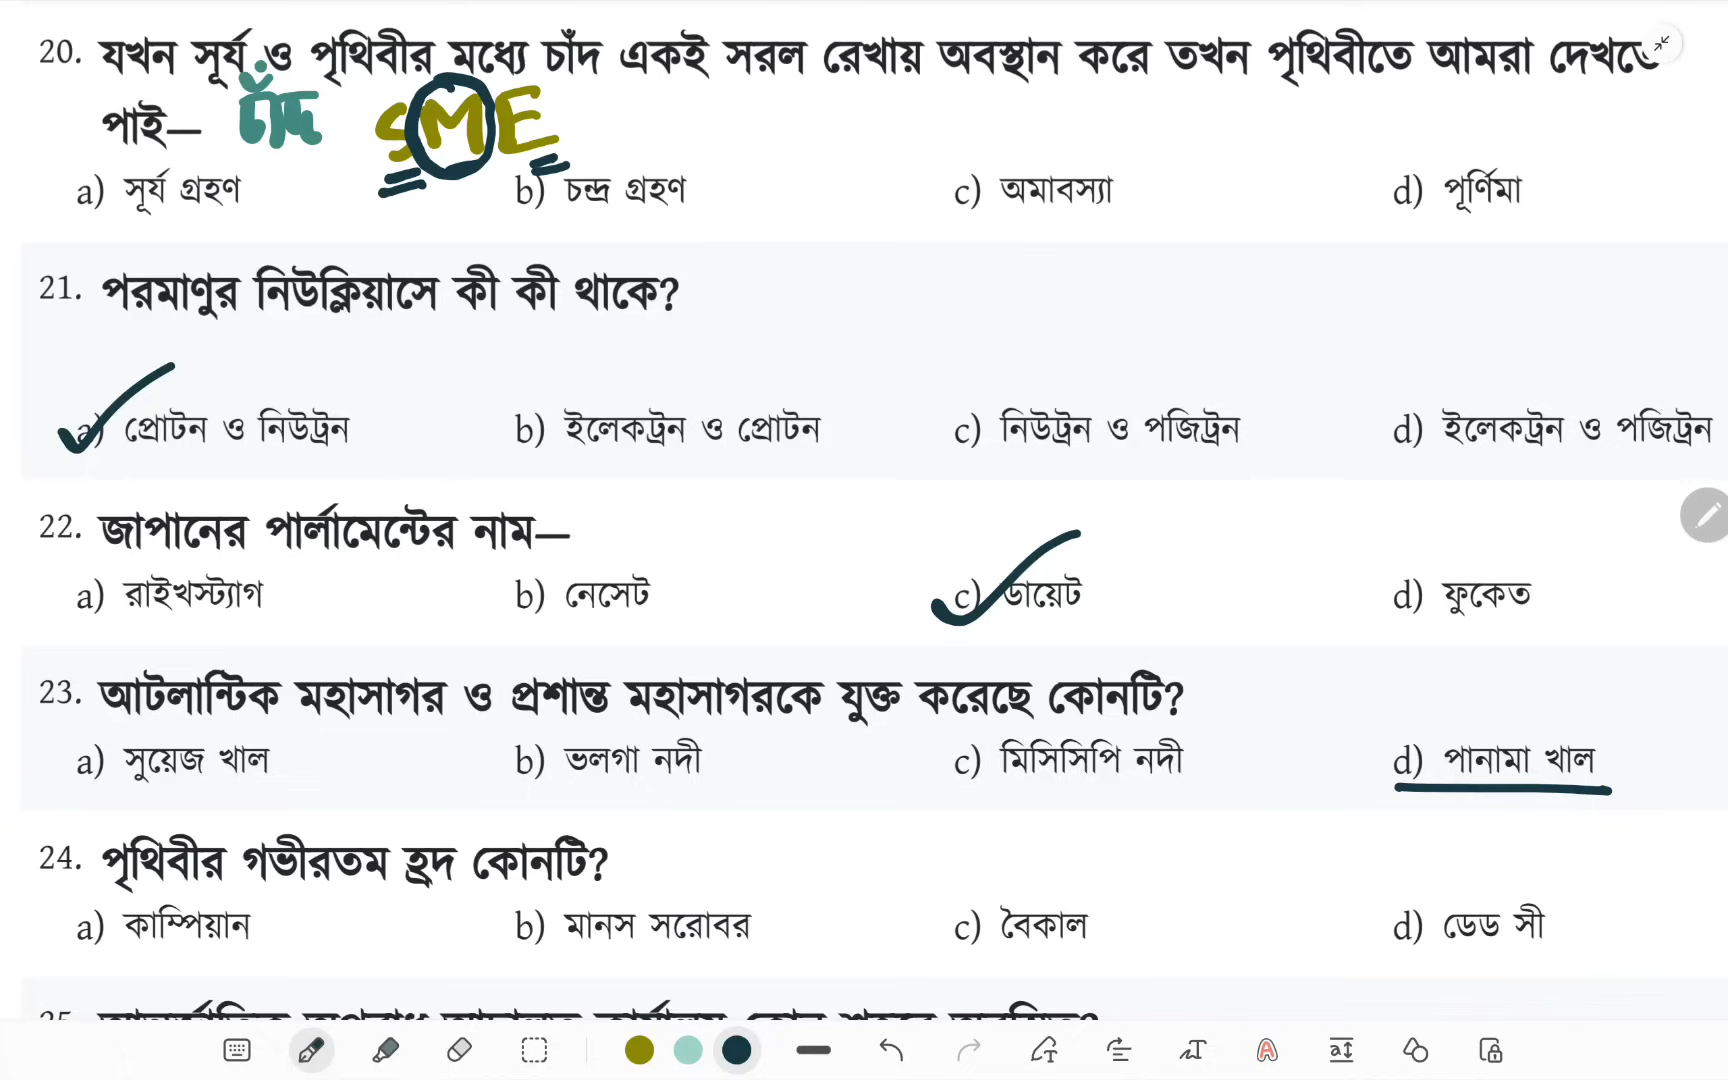 20. যখন সূর্য ও পৃথিবীর মধ্যে চাঁদ একই সরল রেখায় অবস্থান করে তখন পৃথিবীতে আমরা দেখতে
পাই— চাঁদ SME
a) সূর্য গ্রহণ b) চন্দ্র গ্রহণ c) অমাবস্যা d) পূর্ণিমা
21. পরমাণুর নিউক্লিয়াসে কী কী থাকে?
a) প্রোটন ও নিউট্রন b) ইলেকট্রন ও প্রোটন c) নিউট্রন ও পজিট্রন d) ইলেকট্রন ও পজিট্রন
22. জাপানের পার্লামেন্টের নাম—
a) রাইখস্ট্যাগ b) নেসেট c) ডায়েট d) ফুকেত
23. আটলান্টিক মহাসাগর ও প্রশান্ত মহাসাগরকে যুক্ত করেছে কোনটি?
a) সুয়েজ খাল b) ভলগা নদী c) মিসিসিপি নদী d) পানামা খাল
24. পৃথিবীর গভীরতম হ্রদ কোনটি?
a) কাম্পিয়ান b) মানস সরোবর c) বৈকাল d) ডেড সী